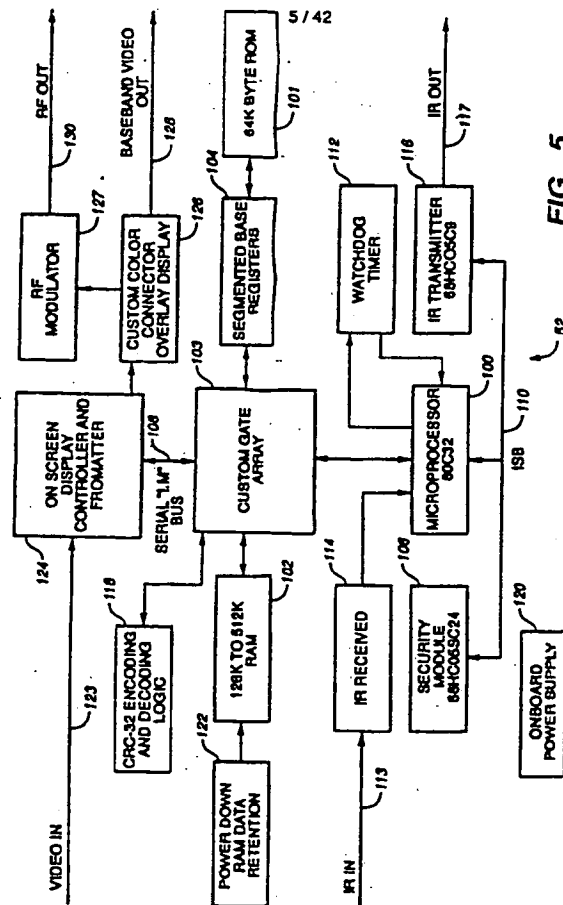 5 / 42
VIDEO IN
123
124
ON SCREEN
DISPLAY
CONTROLLER AND
FROMATTER
127
RF
MODULATOR
RF OUT
130
118
CRC-32 ENCODING
AND DECODING
LOGIC
SERIAL "I.M"
BUS
108
126
CUSTOM COLOR
CONNECTOR
OVERLAY DISPLAY
BASEBAND VIDEO
OUT
128
122
POWER DOWN
RAM DATA
RETENTION
102
128K TO 512K
RAM
103
CUSTOM GATE
ARRAY
104
SEGMENTED BASE
REGISTERS
64K BYTE ROM
101
IR IN
113
114
IR RECEIVED
MICROPROCESSOR
80C32
100
112
WATCHDOG
TIMER
SECURITY
MODULE
68HC05SC24
106
ISB
110
116
IR TRANSMITTER
68HC05C9
IR OUT
117
120
ONBOARD
POWER SUPPLY
52
FIG. 5